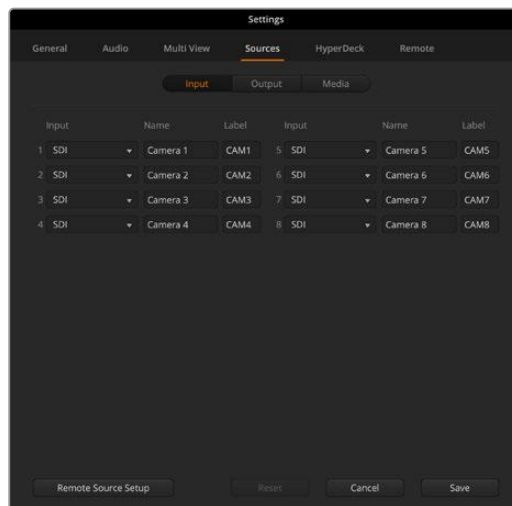 Settings
General Audio Multi View Sources HyperDeck Remote
Input Output Media
Input Name Label Input Name Label
1 SDI Camera 1 CAM1 5 SDI Camera 5 CAM5
2 SDI Camera 2 CAM2 6 SDI Camera 6 CAM6
3 SDI Camera 3 CAM3 7 SDI Camera 7 CAM7
4 SDI Camera 4 CAM4 8 SDI Camera 8 CAM8
Remote Source Setup Reset Cancel Save